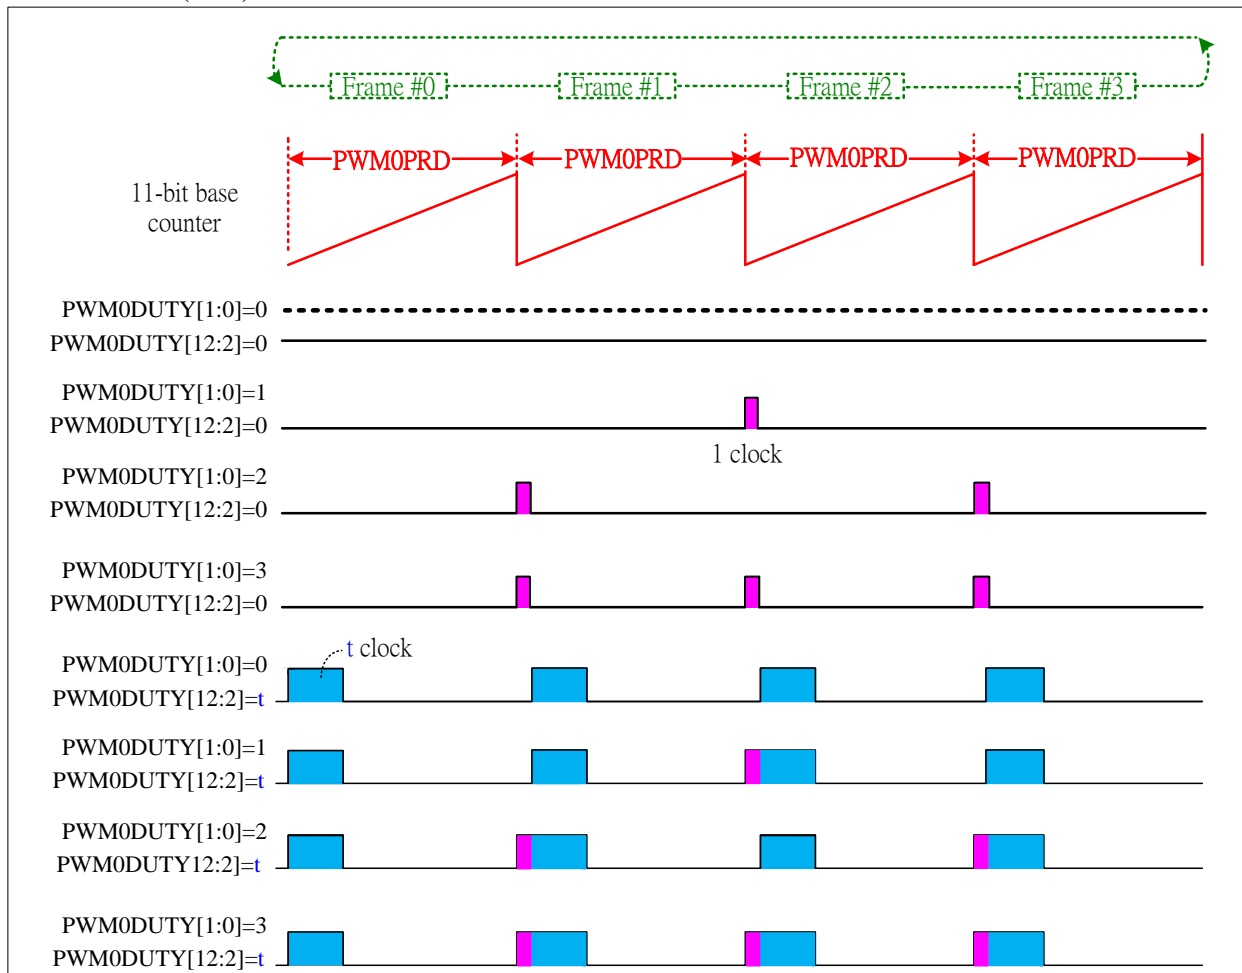 Frame #0 Frame #1 Frame #2 Frame #3
PWM0PRD PWM0PRD PWM0PRD PWM0PRD
11-bit base
counter
PWM0DUTY[1:0]=0
PWM0DUTY[12:2]=0
PWM0DUTY[1:0]=1
PWM0DUTY[12:2]=0
1 clock
PWM0DUTY[1:0]=2
PWM0DUTY[12:2]=0
PWM0DUTY[1:0]=3
PWM0DUTY[12:2]=0
t clock
PWM0DUTY[1:0]=0
PWM0DUTY[12:2]=t
PWM0DUTY[1:0]=1
PWM0DUTY[12:2]=t
PWM0DUTY[1:0]=2
PWM0DUTY12:2]=t
PWM0DUTY[1:0]=3
PWM0DUTY[12:2]=t